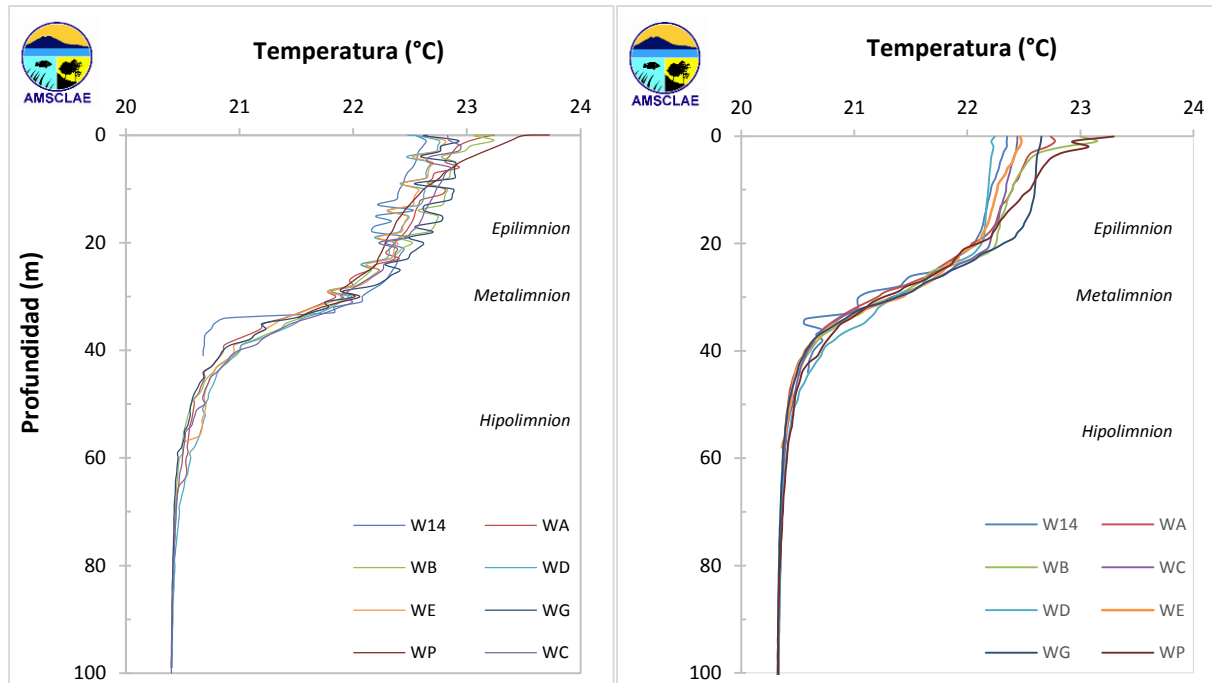 AMSCLAE
Temperatura (°C)
20 21 22 23 24
0
20
40
60
80
100
Profundidad (m)
Epilimnion
Metalimnion
Hipolimnion
W14 WA
WB WD
WE WG
WP WC
AMSCLAE
Temperatura (°C)
20 21 22 23 24
0
20
40
60
80
100
Epilimnion
Metalimnion
Hipolimnion
W14 WA
WB WC
WD WE
WG WP